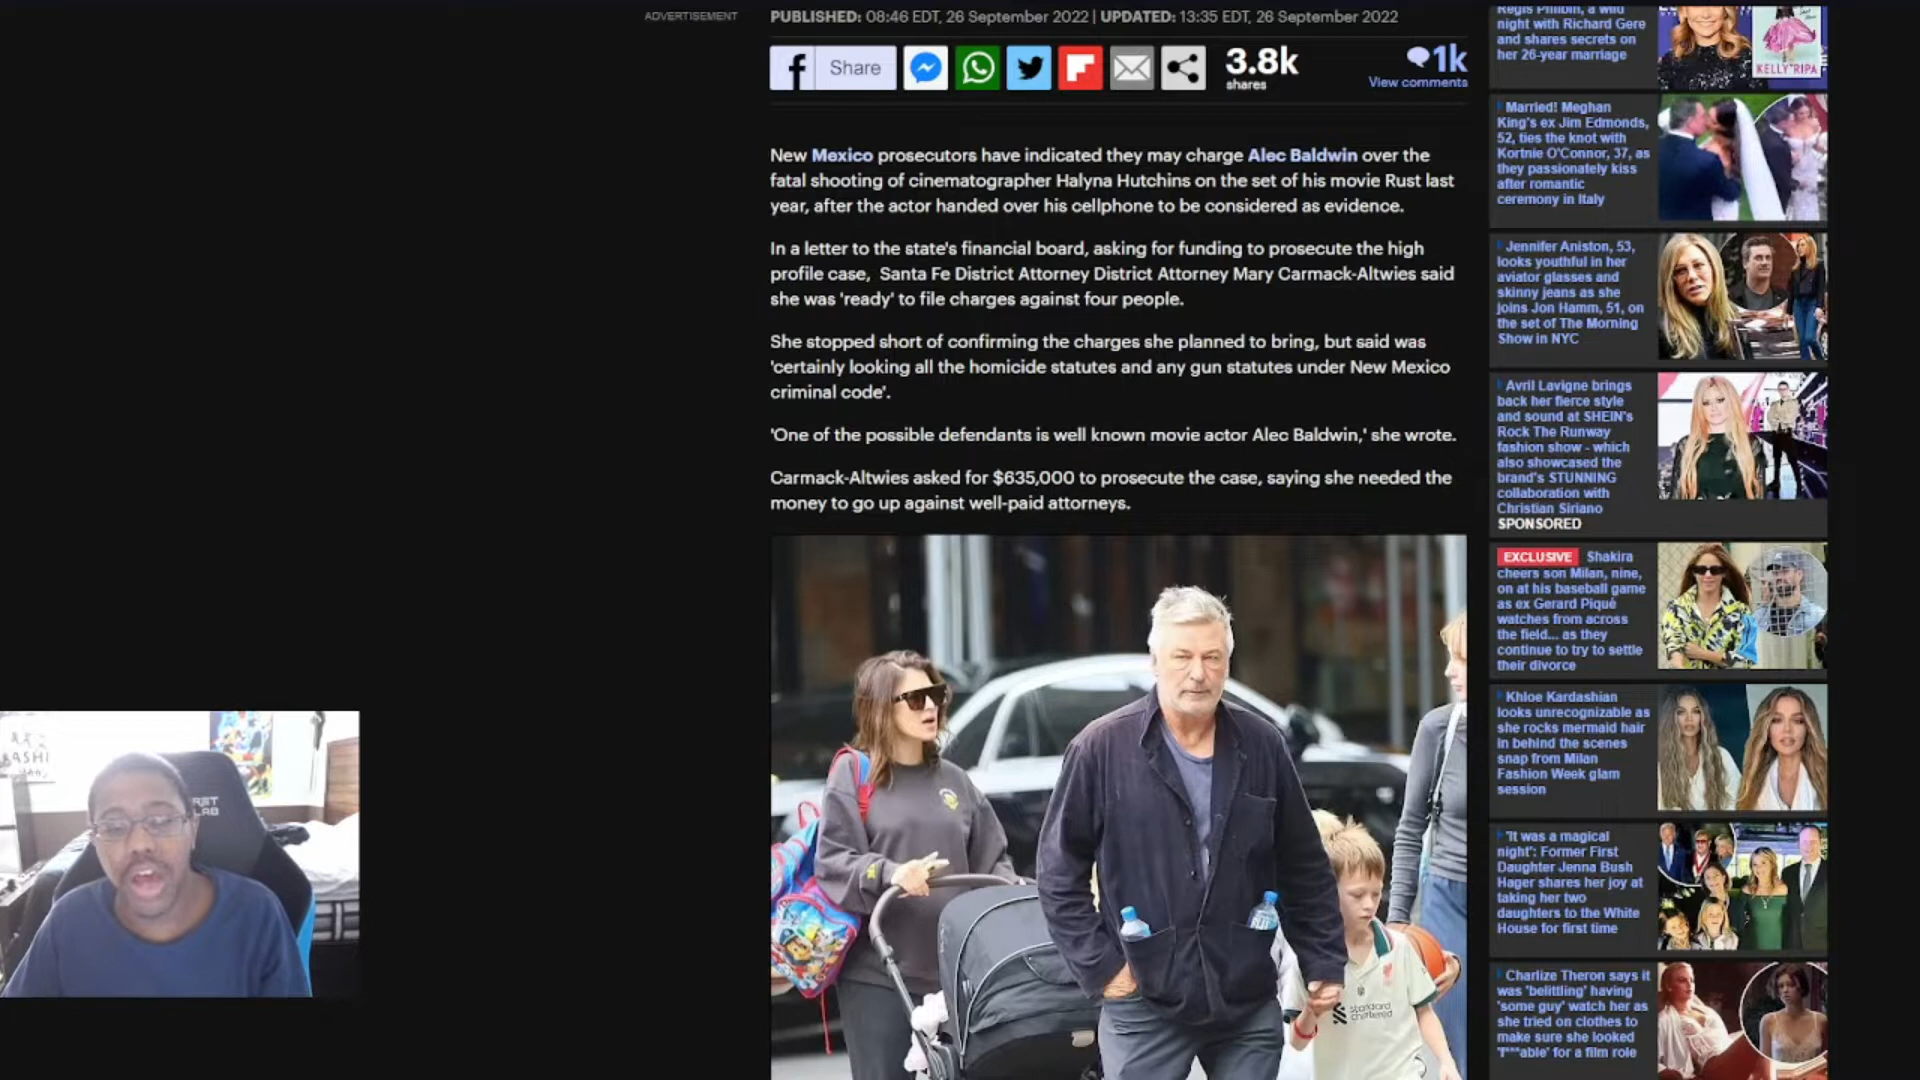 ADVERTISEMENT
PUBLISHED: 08:46 EDT, 26 September 2022 | UPDATED: 13:35 EDT, 26 September 2022
Share
3.8k
shares
1k
View comments
New Mexico prosecutors have indicated they may charge Alec Baldwin over the
fatal shooting of cinematographer Halyna Hutchins on the set of his movie Rust last
year, after the actor handed over his cellphone to be considered as evidence.
In a letter to the state's financial board, asking for funding to prosecute the high
profile case, Santa Fe District Attorney District Attorney Mary Carmack-Altwies said
she was 'ready' to file charges against four people.
She stopped short of confirming the charges she planned to bring, but said was
'certainly looking all the homicide statutes and any gun statutes under New Mexico
criminal code'.
'One of the possible defendants is well known movie actor Alec Baldwin,' she wrote.
Carmack-Altwies asked for $635,000 to prosecute the case, saying she needed the
money to go up against well-paid attorneys.
standard
chartered
Regis Philbin, a wild
night with Richard Gere
and shares secrets on
her 26-year marriage
KELLY RIPA
Married! Meghan
King's ex Jim Edmonds,
52, ties the knot with
Kortnie O'Connor, 37, as
they passionately kiss
after romantic
ceremony in Italy
Jennifer Aniston, 53,
looks youthful in her
aviator glasses and
skinny jeans as she
joins Jon Hamm, 51, on
the set of The Morning
Show in NYC
Avril Lavigne brings
back her fierce style
and sound at SHEIN's
Rock The Runway
fashion show - which
also showcased the
brand's STUNNING
collaboration with
Christian Siriano
SPONSORED
EXCLUSIVE Shakira
cheers son Milan, nine,
on at his baseball game
as ex Gerard Piqué
watches from across
the field... as they
continue to try to settle
their divorce
Khloe Kardashian
looks unrecognizable as
she rocks mermaid hair
in behind the scenes
snap from Milan
Fashion Week glam
session
'It was a magical
night': Former First
Daughter Jenna Bush
Hager shares her joy at
taking her two
daughters to the White
House for first time
Charlize Theron says it
was 'belittling' having
'some guy' watch her as
she tried on clothes to
make sure she looked
'f***able' for a film role